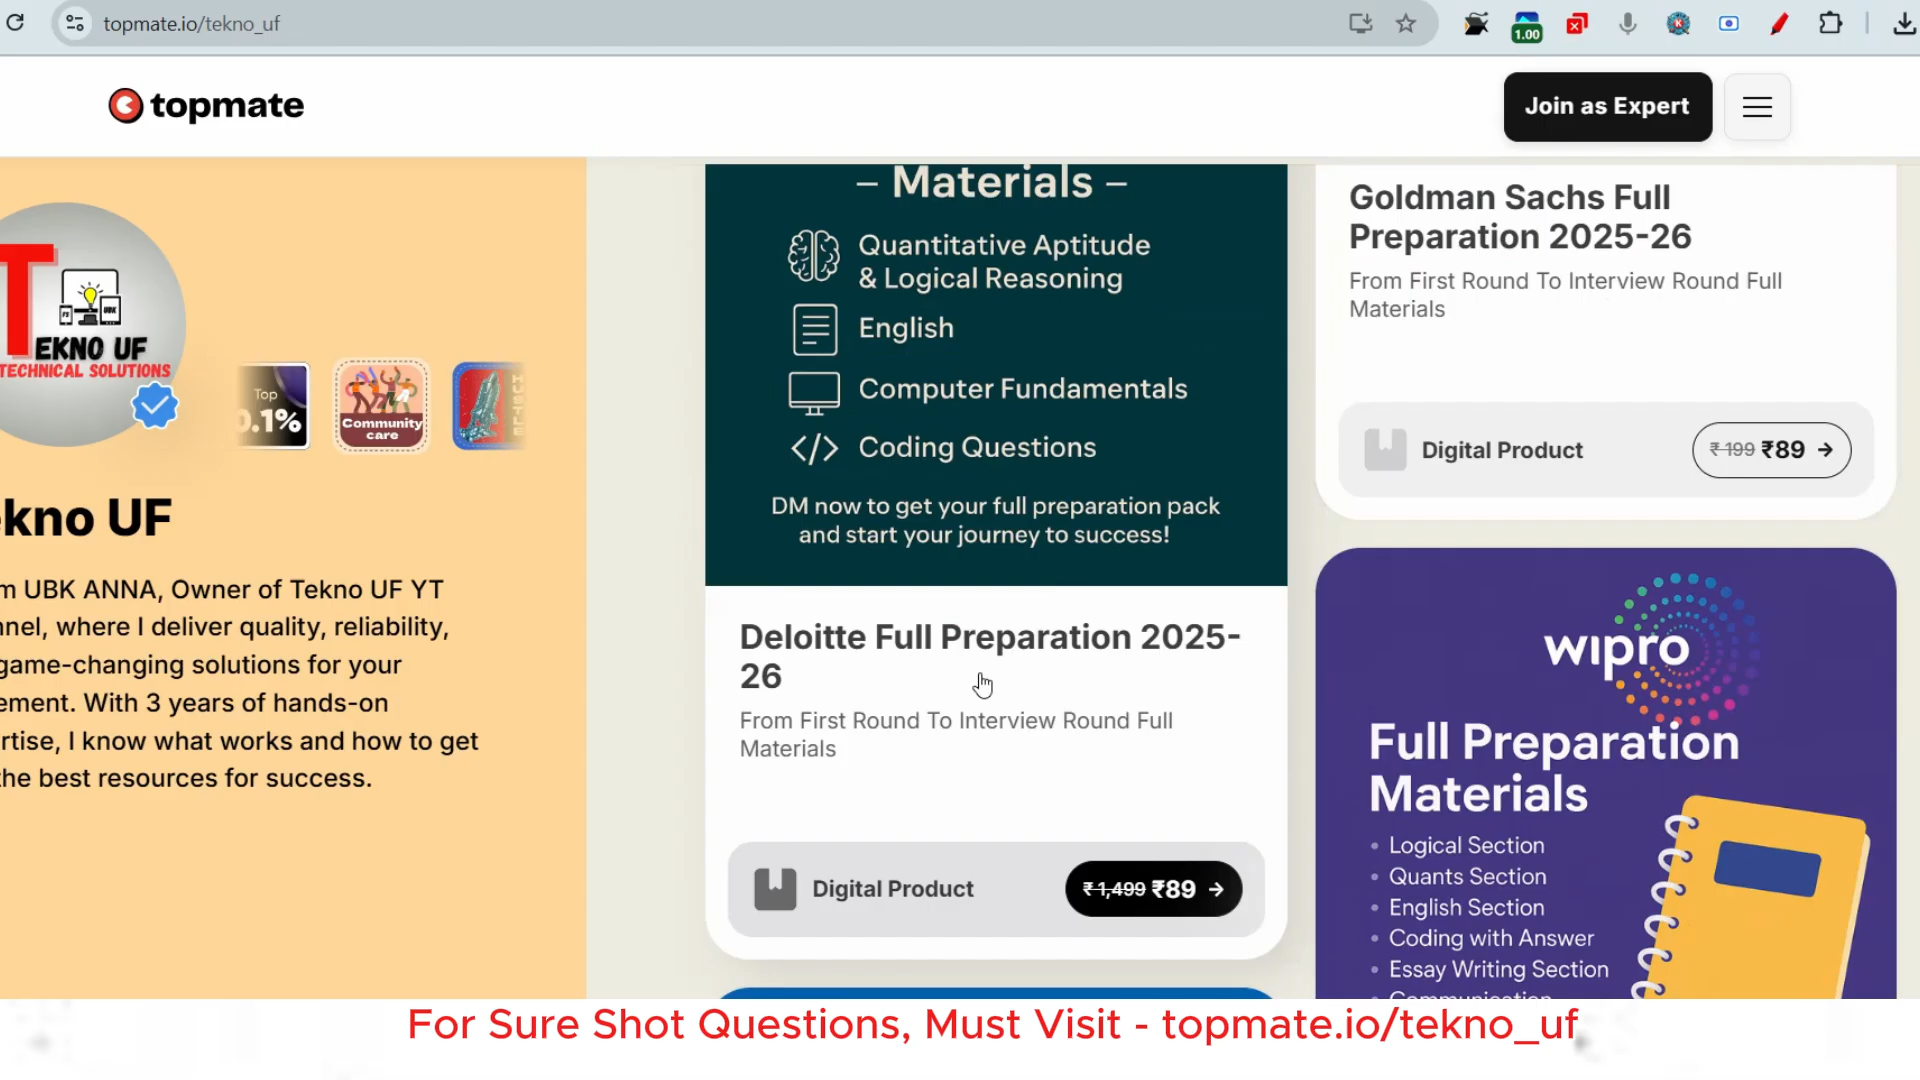 topmate.io/tekno_uf
1.00
topmate
Join as Expert
T
EKNO UF
TECHNICAL SOLUTIONS
Top
0.1%
Community
care
HUSTLE
ekno UF
m UBK ANNA, Owner of Tekno UF YT
nnel, where I deliver quality, reliability,
game-changing solutions for your
ement. With 3 years of hands-on
rtise, I know what works and how to get
the best resources for success.
– Materials –
Quantitative Aptitude
& Logical Reasoning
English
Computer Fundamentals
</> Coding Questions
DM now to get your full preparation pack
and start your journey to success!
Deloitte Full Preparation 2025-
26
From First Round To Interview Round Full
Materials
Digital Product
₹1,499 ₹89 →
Goldman Sachs Full
Preparation 2025-26
From First Round To Interview Round Full
Materials
Digital Product
₹199 ₹89 →
wipro
Full Preparation
Materials
• Logical Section
• Quants Section
• English Section
• Coding with Answer
• Essay Writing Section
For Sure Shot Questions, Must Visit - topmate.io/tekno_uf